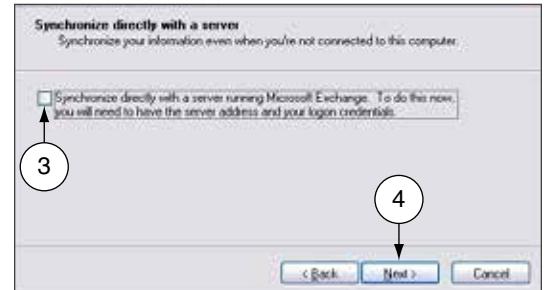 Synchronize directly with a server
Synchronize your information even when you're not connected to this computer.
Synchronize directly with a server running Microsoft Exchange. To do this now,
you will need to have the server address and your logon credentials.
3
4
< Back Next > Cancel